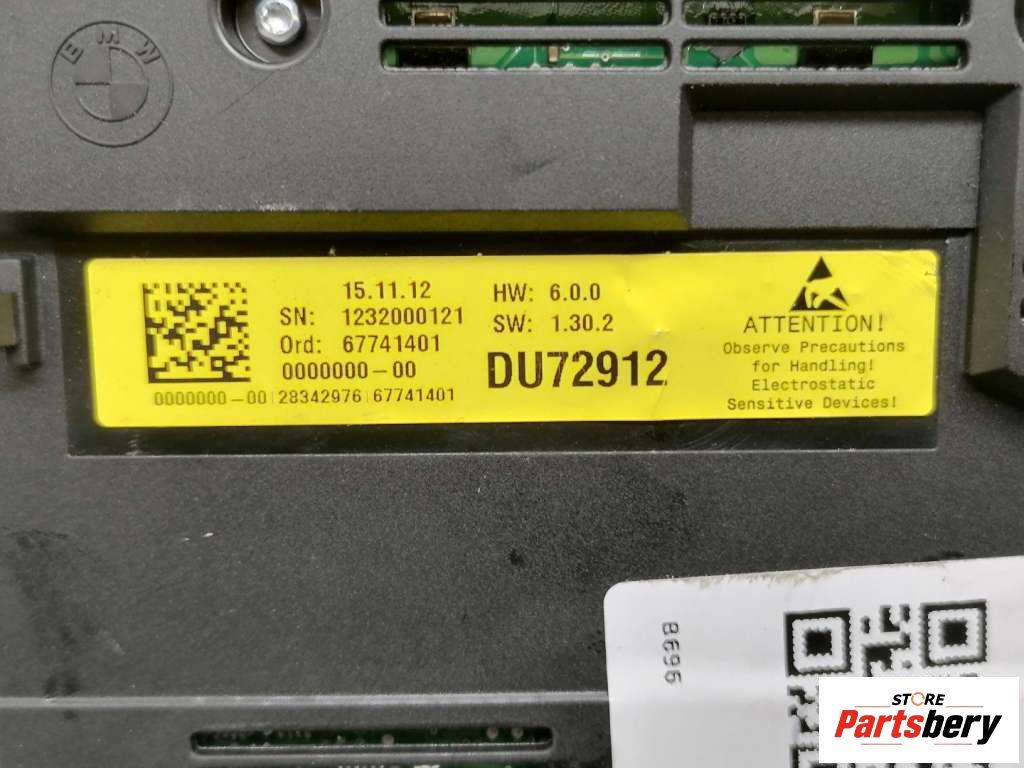 BMW
15.11.12
SN: 1232000121
Ord: 67741401
0000000-00
0000000-00 28342976 67741401
HW: 6.0.0
SW: 1.30.2
DU72912
ATTENTION!
Observe Precautions
for Handling!
Electrostatic
Sensitive Devices!
B696
STORE
Partsbery